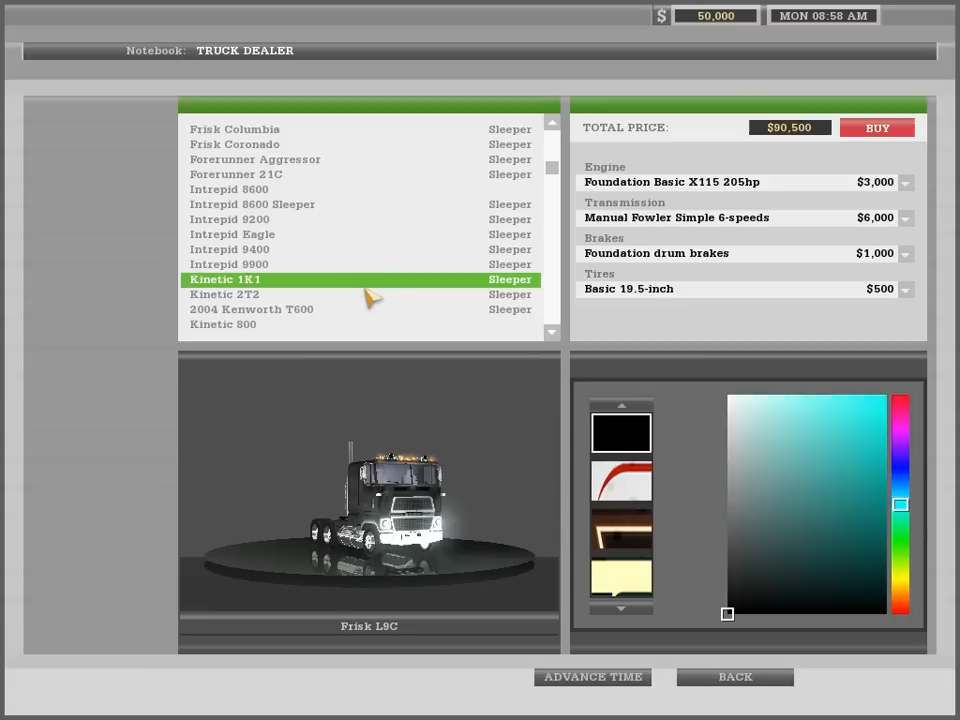 $ 50,000 MON 08:58 AM
Notebook: TRUCK DEALER
Frisk Columbia Sleeper
Frisk Coronado Sleeper
Forerunner Aggressor Sleeper
Forerunner 21C Sleeper
Intrepid 8600
Intrepid 8600 Sleeper Sleeper
Intrepid 9200 Sleeper
Intrepid Eagle Sleeper
Intrepid 9400 Sleeper
Intrepid 9900 Sleeper
Kinetic 1K1 Sleeper
Kinetic 2T2 Sleeper
2004 Kenworth T600 Sleeper
Kinetic 800
TOTAL PRICE: $90,500 BUY
Engine
Foundation Basic X115 205hp $3,000
Transmission
Manual Fowler Simple 6-speeds $6,000
Brakes
Foundation drum brakes $1,000
Tires
Basic 19.5-inch $500
Frisk L9C
ADVANCE TIME BACK